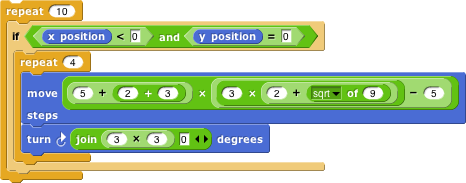 repeat 10
if x position < 0 and y position = 0
repeat 4
move 5 + 2 + 3 × 3 × 2 + sqrt of 9 - 5
steps
turn join 3 × 3 0 degrees